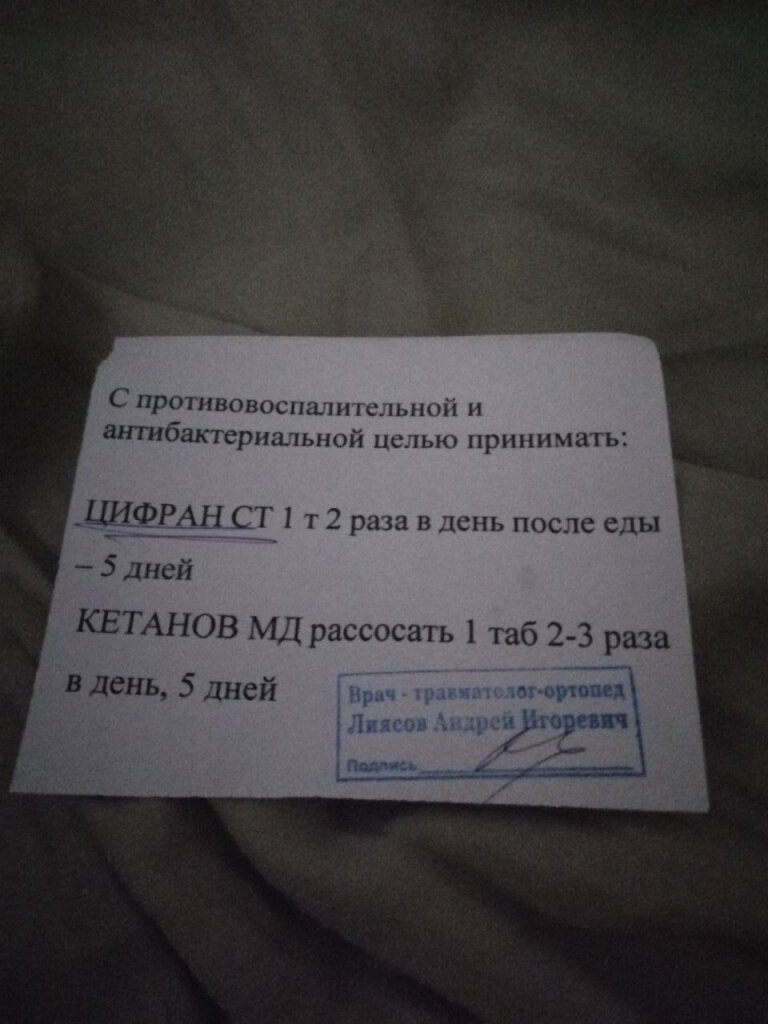 С противовоспалительной и
антибактериальной целью принимать:
ЦИФРАН СТ 1 т 2 раза в день после еды
– 5 дней
КЕТАНОВ МД рассосать 1 таб 2-3 раза
в день, 5 дней
Врач - травматолог-ортопед
Лиясов Андрей Игоревич
Подпись